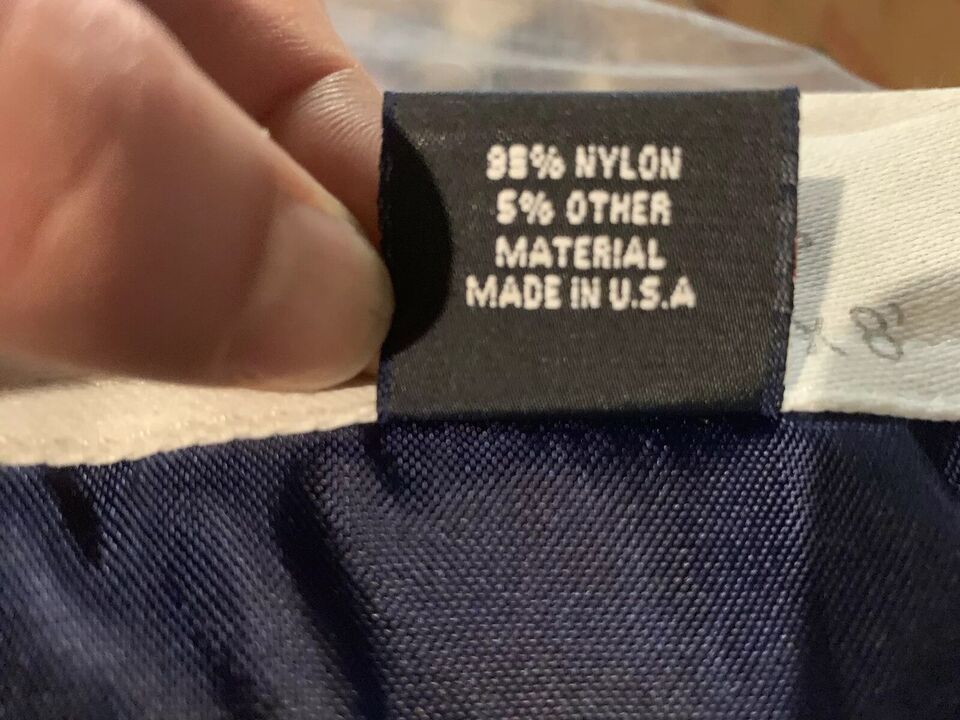 95% NYLON
5% OTHER
MATERIAL
MADE IN U.S.A